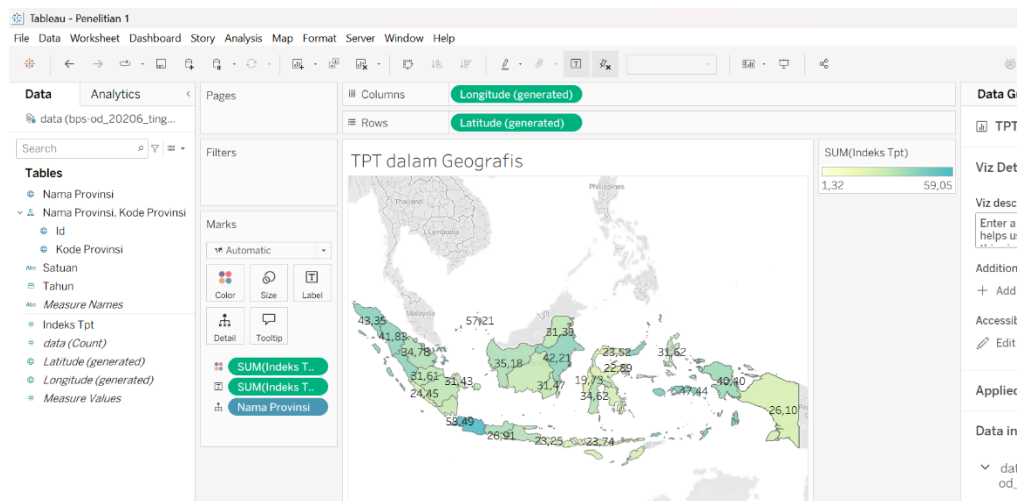 Tableau - Penelitian 1
File Data Worksheet Dashboard Story Analysis Map Format Server Window Help
Data Analytics
data (bps-od_20206_ting...
Search
Tables
Nama Provinsi
Nama Provinsi, Kode Provinsi
Id
Kode Provinsi
Abc Satuan
Tahun
Abc Measure Names
# Indeks Tpt
# data (Count)
Latitude (generated)
Longitude (generated)
# Measure Values
Pages
Filters
Marks
Automatic
Color Size Label
Detail Tooltip
SUM(Indeks T..
SUM(Indeks T..
Nama Provinsi
Columns Longitude (generated)
Rows Latitude (generated)
TPT dalam Geografis
Thailand
Cambodia
Philippines
Malaysia
43,35
41,83
57,21
34,78
31,61
31,43
24,45
53,49
26,91
23,25
23,74
35,18
31,39
42,21
31,47
23,52
22,89
19,73
34,62
31,62
47,44
40,40
26,10
SUM(Indeks Tpt)
1,32 59,05
Data G
TPT
Viz Det
Viz desc
Enter a
helps us
Addition
+ Add
Accessib
Edit
Applied
Data in
dat
od_